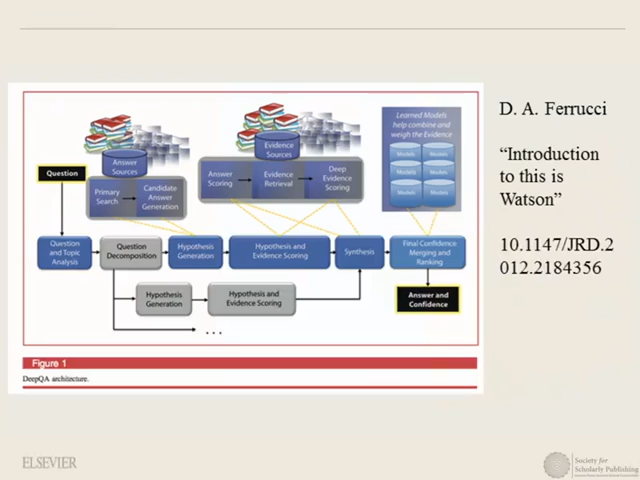 D. A. Ferrucci
“Introduction
to this is
Watson”
10.1147/JRD.2
012.2184356
Learned Models
help combine and
weigh the Evidence
Models Models
Models Models
Models Models
Evidence
Sources
Answer
Sources
Question
Primary
Search
Candidate
Answer
Generation
Answer
Scoring
Evidence
Retrieval
Deep
Evidence
Scoring
Question
and Topic
Analysis
Question
Decomposition
Hypothesis
Generation
Hypothesis and
Evidence Scoring
Synthesis
Final Confidence
Merging and
Ranking
Hypothesis
Generation
Hypothesis and
Evidence Scoring
Answer and
Confidence
. . .
Figure 1
DeepQA architecture.
ELSEVIER
Society for
Scholarly Publishing